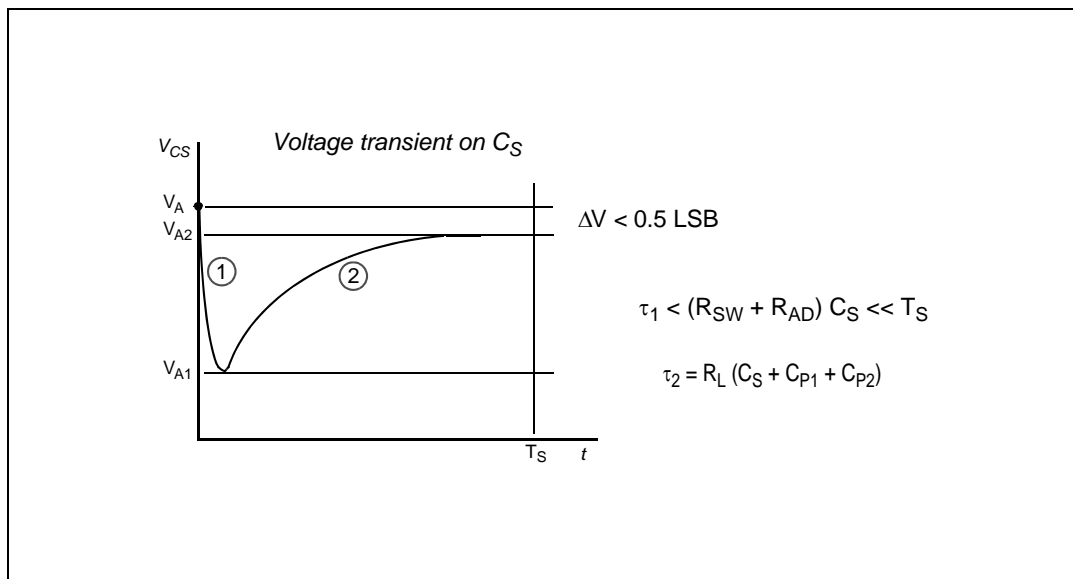 Voltage transient on CS
VCS
VA
VA2
ΔV < 0.5 LSB
1
2
τ1 < (RSW + RAD) CS << TS
VA1
τ2 = RL (CS + CP1 + CP2)
TS
t